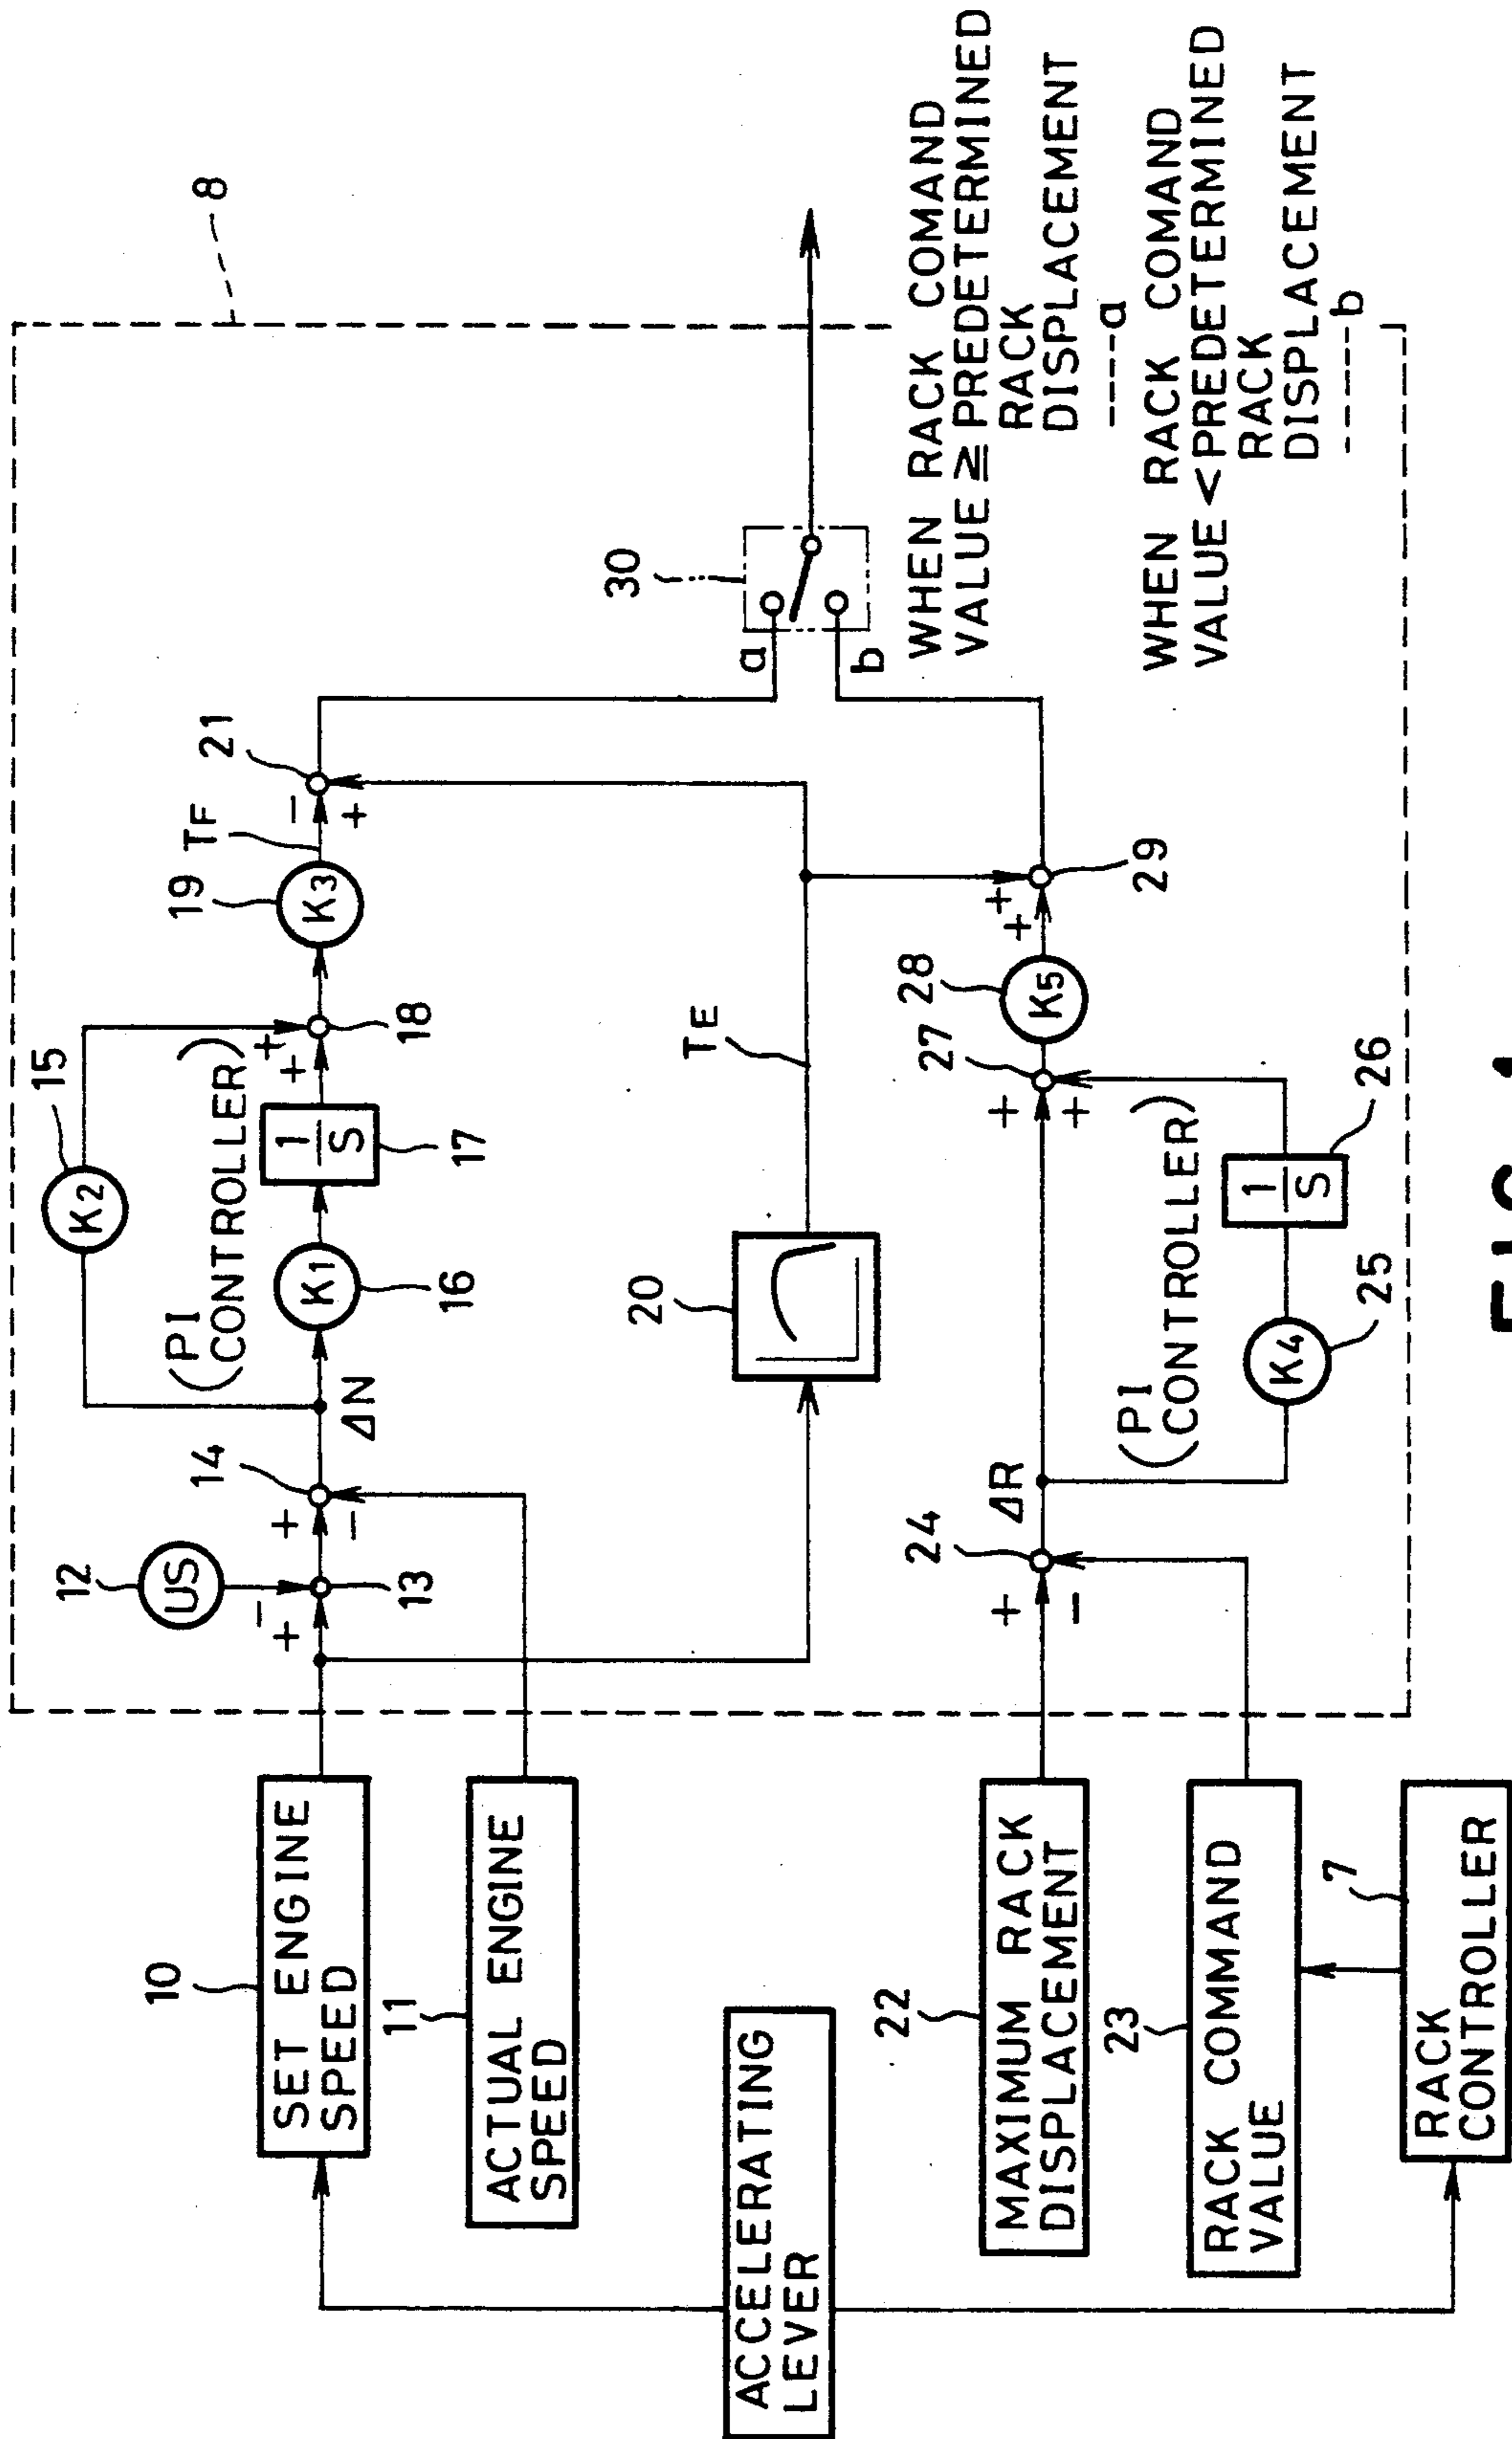 8
10
SET ENGINE
SPEED
11
ACTUAL ENGINE
SPEED
ACCELERATING
LEVER
22
MAXIMUM RACK
DISPLACEMENT
23
RACK COMMAND
VALUE
7
RACK
CONTROLLER
12
US
-
+
13
14
+
-
ΔN
15
K2
(PI
CONTROLLER)
K1
16
1
S
17
+
+
18
19
K3
TF
21
-
+
20
TE
24
+
-
ΔR
(PI
CONTROLLER)
K4
25
1
S
26
27
+
+
28
K5
+
+
29
30
a
b
WHEN RACK COMMAND
VALUE ≧ PREDETERMINED
RACK
DISPLACEMENT
----a
WHEN RACK COMMAND
VALUE < PREDETERMINED
RACK
DISPLACEMENT
-----b